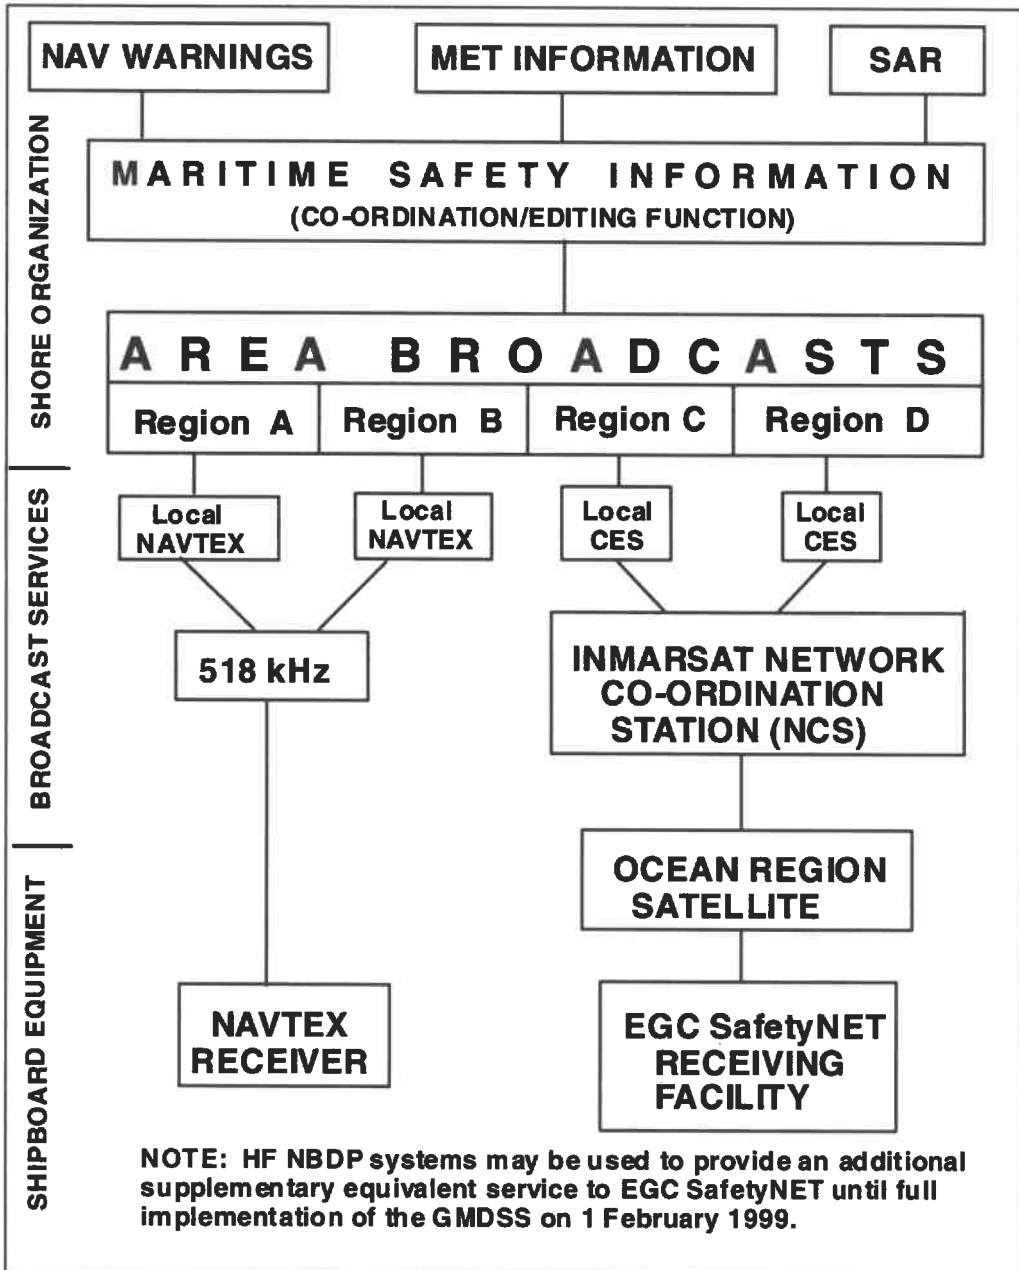 NAV WARNINGS
MET INFORMATION
SAR
SHORE ORGANIZATION
MARITIME SAFETY INFORMATION
(CO-ORDINATION/EDITING FUNCTION)
AREA BROADCASTS
Region A
Region B
Region C
Region D
BROADCAST SERVICES
Local
NAVTEX
Local
NAVTEX
Local
CES
Local
CES
518 kHz
INMARSAT NETWORK
CO-ORDINATION
STATION (NCS)
SHIPBOARD EQUIPMENT
OCEAN REGION
SATELLITE
NAVTEX
RECEIVER
EGC SafetyNET
RECEIVING
FACILITY
NOTE: HF NBDP systems may be used to provide an additional
supplementary equivalent service to EGC SafetyNET until full
implementation of the GMDSS on 1 February 1999.